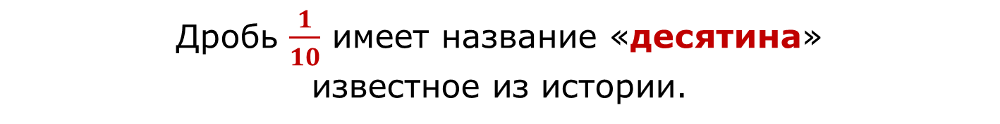 Дробь 1/10 имеет название «десятина»
известное из истории.